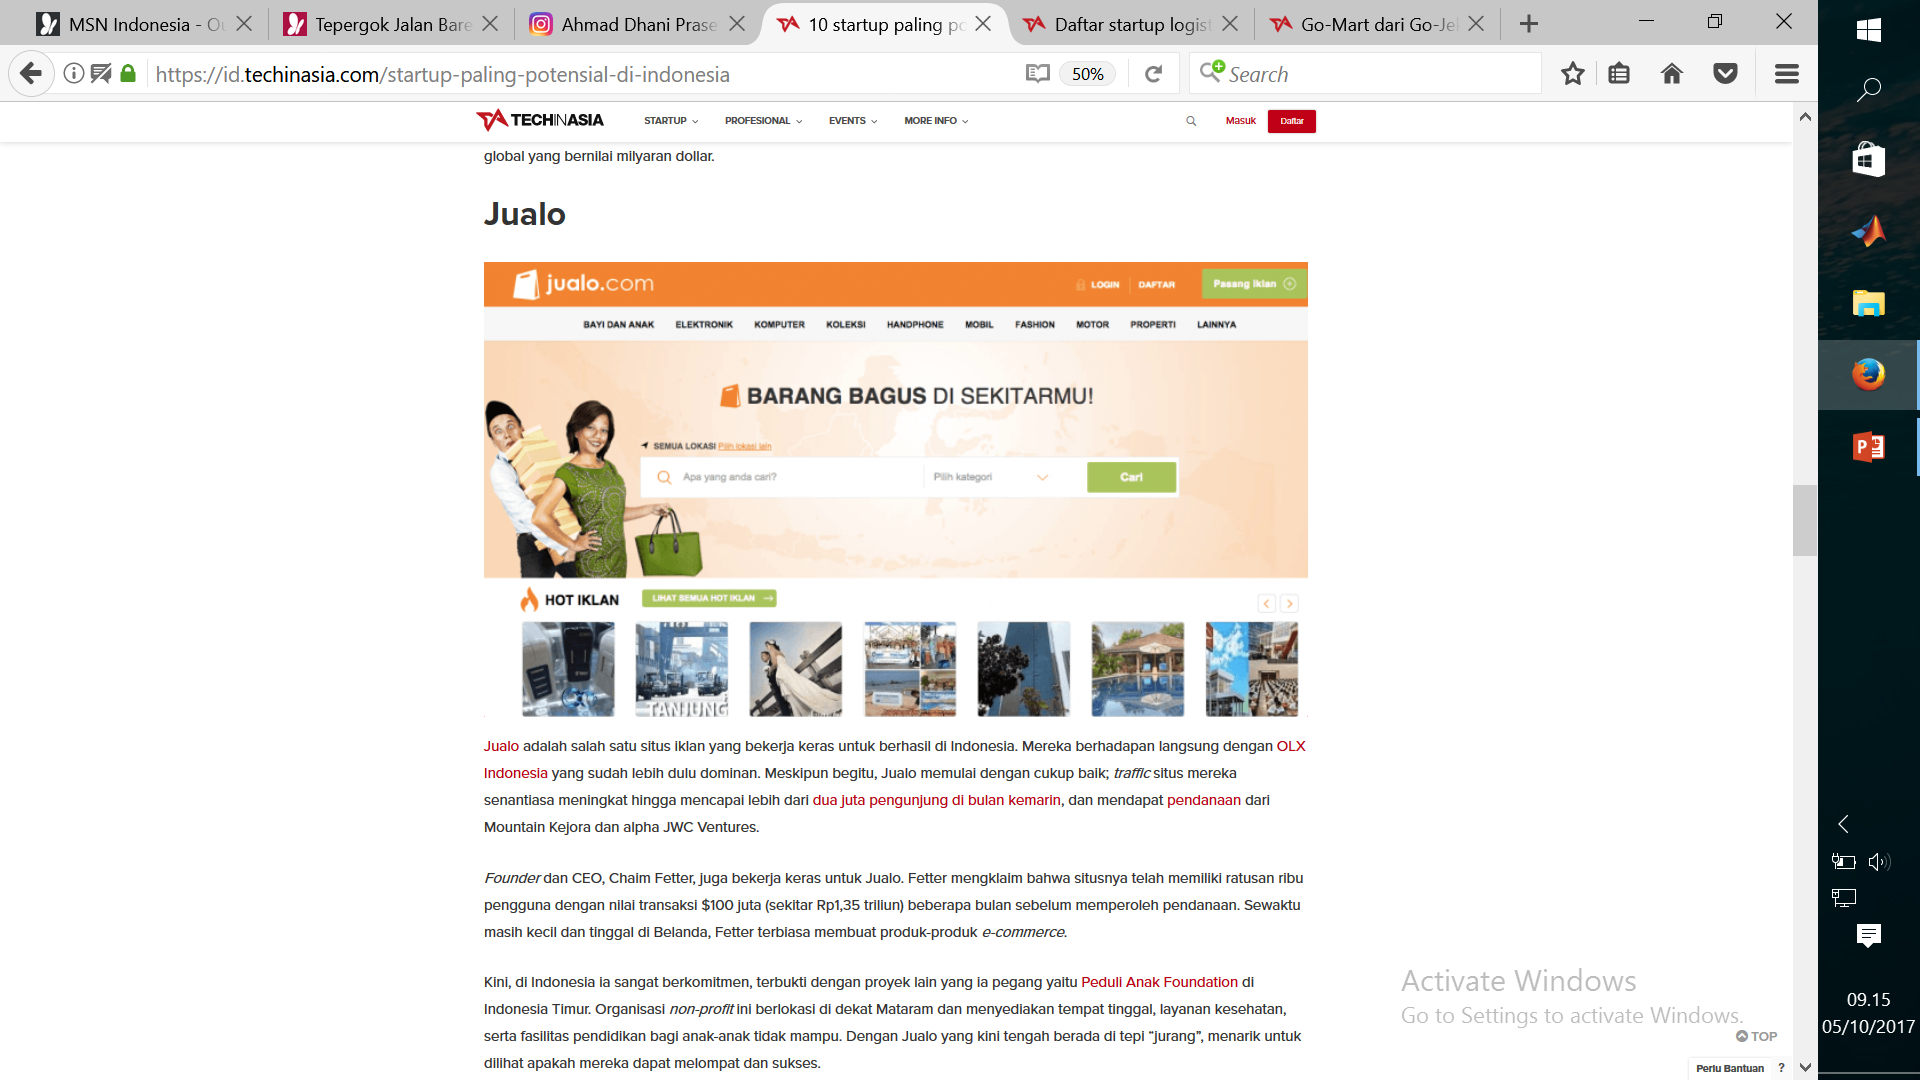 MSN Indonesia - Ou
Tepergok Jalan Bare
Ahmad Dhani Prase
10 startup paling po
Daftar startup logist
Go-Mart dari Go-Jek
https://id.techinasia.com/startup-paling-potensial-di-indonesia
50%
Search
TECHINASIA
STARTUP
PROFESIONAL
EVENTS
MORE INFO
Masuk
Daftar
global yang bernilai milyaran dollar.
Jualo
jualo.com
LOGIN
DAFTAR
Pasang Iklan
BAYI DAN ANAK
ELEKTRONIK
KOMPUTER
KOLEKSI
HANDPHONE
MOBIL
FASHION
MOTOR
PROPERTI
LAINNYA
BARANG BAGUS DI SEKITARMU!
SEMUA LOKASI Pilih lokasi lain
Apa yang anda cari?
Pilih kategori
Cari
HOT IKLAN
LIHAT SEMUA HOT IKLAN
TANJUNG
Jualo adalah salah satu situs iklan yang bekerja keras untuk berhasil di Indonesia. Mereka berhadapan langsung dengan OLX
Indonesia yang sudah lebih dulu dominan. Meskipun begitu, Jualo memulai dengan cukup baik; traffic situs mereka
senantiasa meningkat hingga mencapai lebih dari dua juta pengunjung di bulan kemarin, dan mendapat pendanaan dari
Mountain Kejora dan alpha JWC Ventures.
Founder dan CEO, Chaim Fetter, juga bekerja keras untuk Jualo. Fetter mengklaim bahwa situsnya telah memiliki ratusan ribu
pengguna dengan nilai transaksi $100 juta (sekitar Rp1,35 triliun) beberapa bulan sebelum memperoleh pendanaan. Sewaktu
masih kecil dan tinggal di Belanda, Fetter terbiasa membuat produk-produk e-commerce.
Kini, di Indonesia ia sangat berkomitmen, terbukti dengan proyek lain yang ia pegang yaitu Peduli Anak Foundation di
Indonesia Timur. Organisasi non-profit ini berlokasi di dekat Mataram dan menyediakan tempat tinggal, layanan kesehatan,
serta fasilitas pendidikan bagi anak-anak tidak mampu. Dengan Jualo yang kini tengah berada di tepi “jurang”, menarik untuk
dilihat apakah mereka dapat melompat dan sukses.
Activate Windows
Go to Settings to activate Windows.
TOP
Perlu Bantuan ?
09.15
05/10/2017